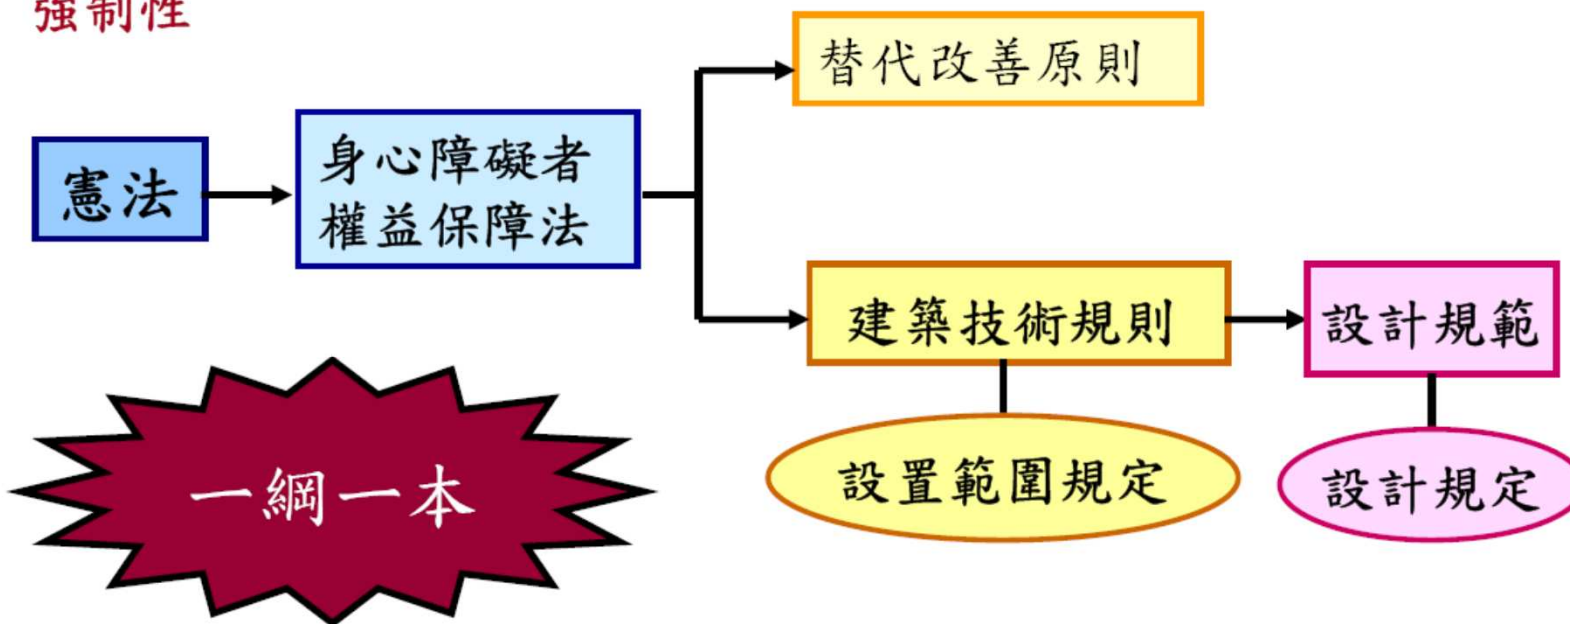 強制性
替代改善原則
憲法
身心障礙者
權益保障法
建築技術規則
設計規範
一綱一本
設置範圍規定
設計規定